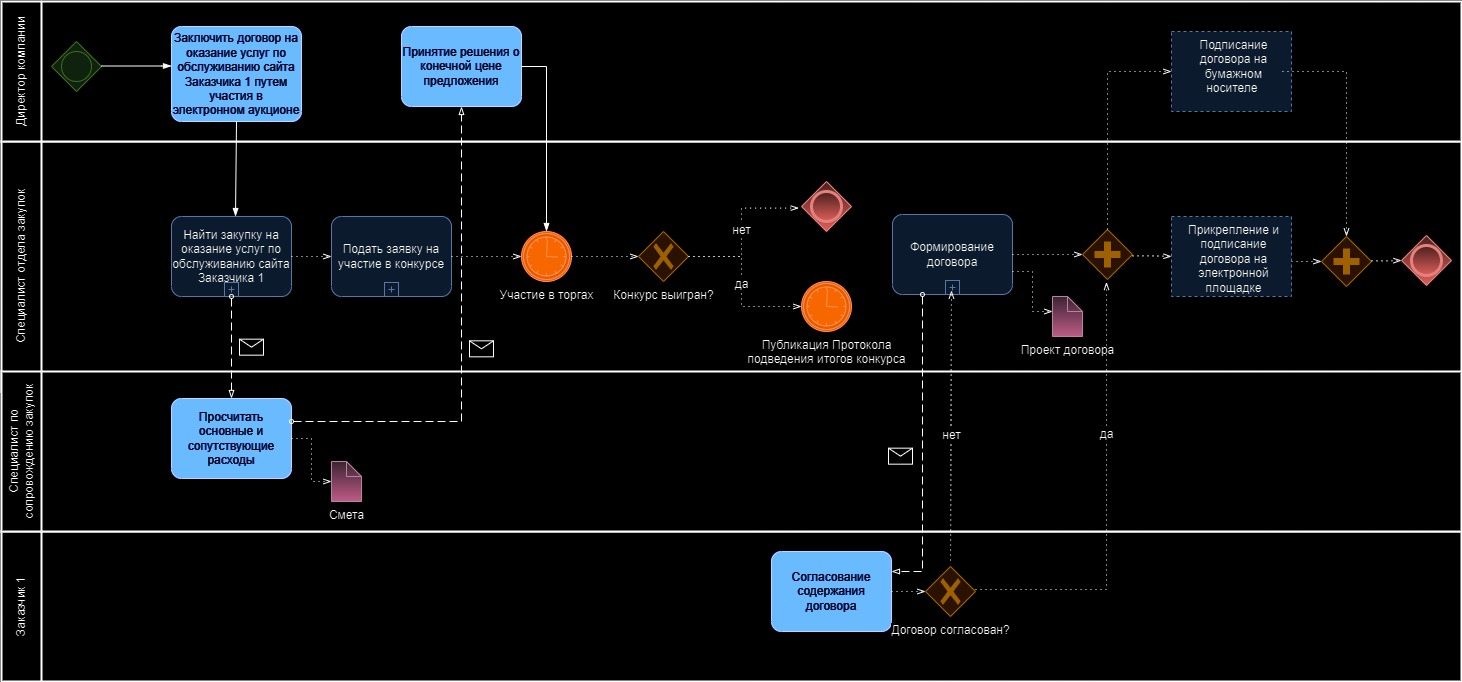 Директор компании
Заключить договор на
оказание услуг по
обслуживанию сайта
Заказчика 1 путем
участия в
электронном аукционе
Принятие решения о
конечной цене
предложения
Подписание
договора на
бумажном
носителе
Специалист отдела закупок
Найти закупку на
оказание услуг по
обслуживанию сайта
Заказчика 1
Подать заявку на
участие в конкурсе
Участие в торгах
Конкурс выигран?
нет
да
Публикация Протокола
подведения итогов конкурса
Формирование
договора
Проект договора
Прикрепление и
подписание
договора на
электронной
площадке
Специалист по
сопровождению закупок
Просчитать
основные и
сопутствующие
расходы
Смета
нет
да
Заказчик 1
Согласование
содержания
договора
Договор согласован?